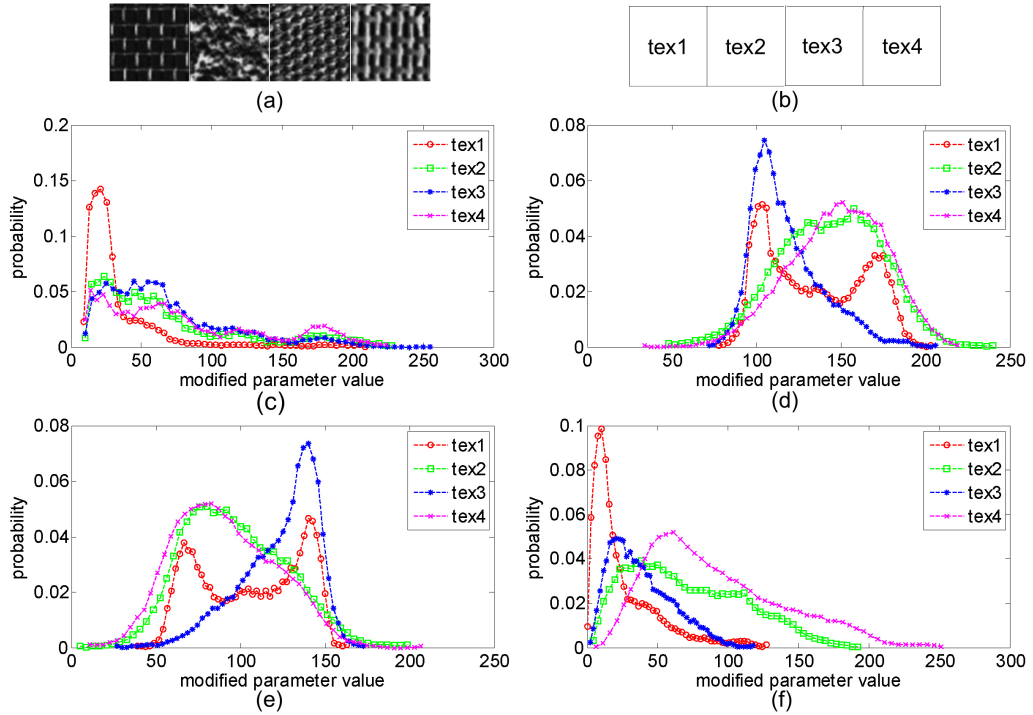 tex1 tex2 tex3 tex4
(a) (b)
0.2
0.15
0.1
0.05
0
probability
tex1
tex2
tex3
tex4
0 50 100 150 200 250 300
modified parameter value
(c)
0.08
0.06
0.04
0.02
0
probability
tex1
tex2
tex3
tex4
0 50 100 150 200 250
modified parameter value
(d)
0.08
0.06
0.04
0.02
0
probability
tex1
tex2
tex3
tex4
0 50 100 150 200 250
modified parameter value
(e)
0.1
0.08
0.06
0.04
0.02
0
probability
tex1
tex2
tex3
tex4
0 50 100 150 200 250 300
modified parameter value
(f)